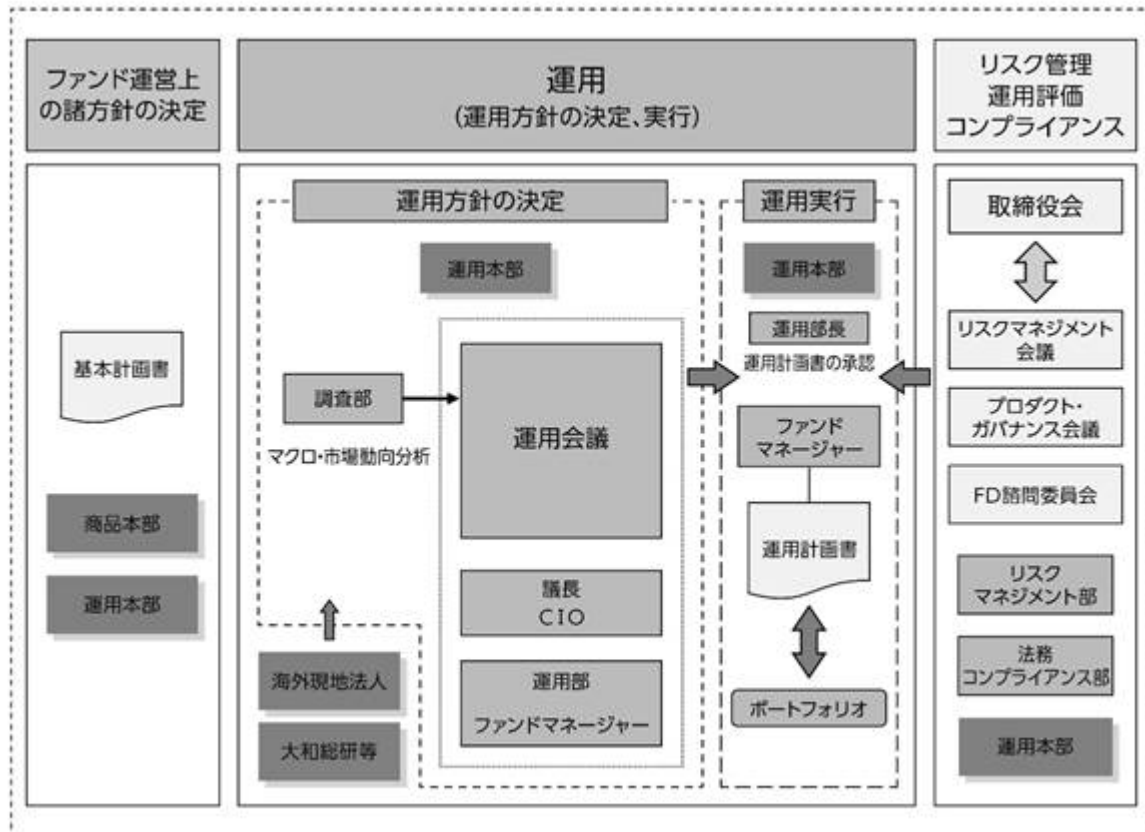 ファンド運営上
の諸方針の決定
運用
(運用方針の決定、実行)
リスク管理
運用評価
コンプライアンス
基本計画書
商品本部
運用本部
運用方針の決定
運用本部
調査部
マクロ・市場動向分析
運用会議
議長
CIO
運用部
ファンドマネージャー
海外現地法人
大和総研等
運用実行
運用本部
運用部長
運用計画書の承認
ファンド
マネージャー
運用計画書
ポートフォリオ
取締役会
リスクマネジメント
会議
プロダクト・
ガバナンス会議
FD諮問委員会
リスク
マネジメント部
法務
コンプライアンス部
運用本部